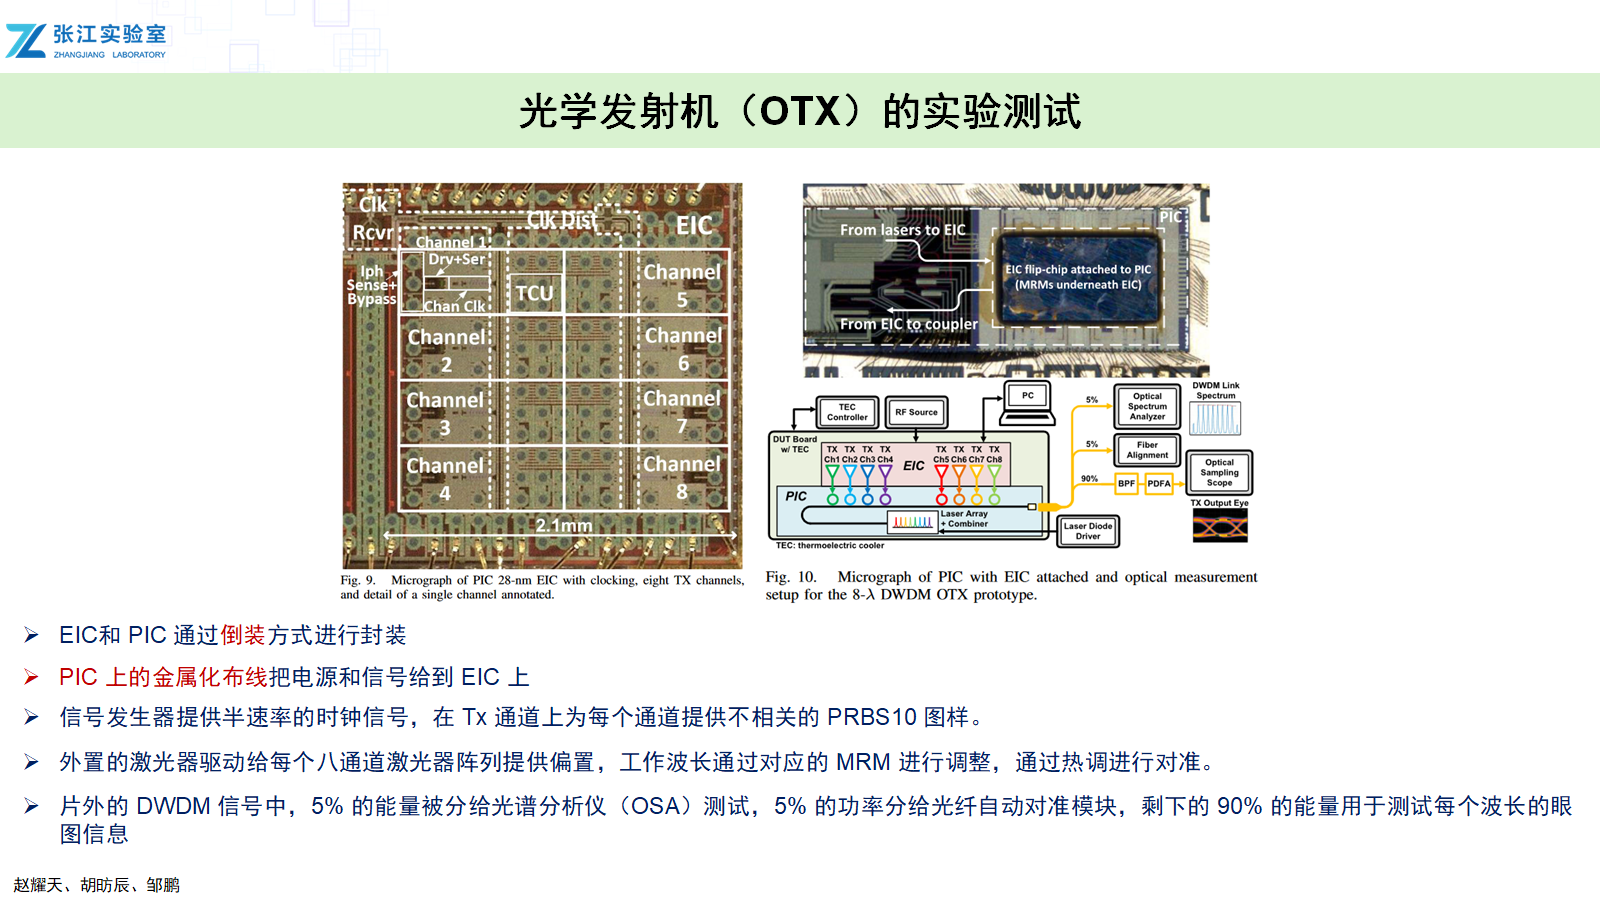 张江实验室
ZHANGJIANG LABORATORY
光学发射机（OTX）的实验测试
Clk
Rcvr
Clk Dist
EIC
Channel 1
Drv+Ser
Iph
Sense+
Bypass
Chan Clk
TCU
Channel
5
Channel
2
Channel
6
Channel
3
Channel
7
Channel
4
Channel
8
2.1mm
Fig. 9. Micrograph of PIC 28-nm EIC with clocking, eight TX channels,
and detail of a single channel annotated.
PIC
From lasers to EIC
EIC flip-chip attached to PIC
(MRMs underneath EIC)
From EIC to coupler
TEC
Controller
RF Source
PC
DUT Board
w/ TEC
TX TX TX TX
Ch1 Ch2 Ch3 Ch4
EIC
TX TX TX TX
Ch5 Ch6 Ch7 Ch8
PIC
Laser Array
+ Combiner
TEC: thermoelectric cooler
Laser Diode
Driver
5%
Optical
Spectrum
Analyzer
DWDM Link
Spectrum
5%
Fiber
Alignment
90%
BPF
PDFA
Optical
Sampling
Scope
TX Output Eye
Fig. 10. Micrograph of PIC with EIC attached and optical measurement
setup for the 8-λ DWDM OTX prototype.
➢ EIC和 PIC 通过倒装方式进行封装
➢ PIC 上的金属化布线把电源和信号给到 EIC 上
➢ 信号发生器提供半速率的时钟信号，在 Tx 通道上为每个通道提供不相关的 PRBS10 图样。
➢ 外置的激光器驱动给每个八通道激光器阵列提供偏置，工作波长通过对应的 MRM 进行调整，通过热调进行对准。
➢ 片外的 DWDM 信号中，5% 的能量被分给光谱分析仪（OSA）测试，5% 的功率分给光纤自动对准模块，剩下的 90% 的能量用于测试每个波长的眼
图信息
赵耀天、胡昉辰、邹鹏